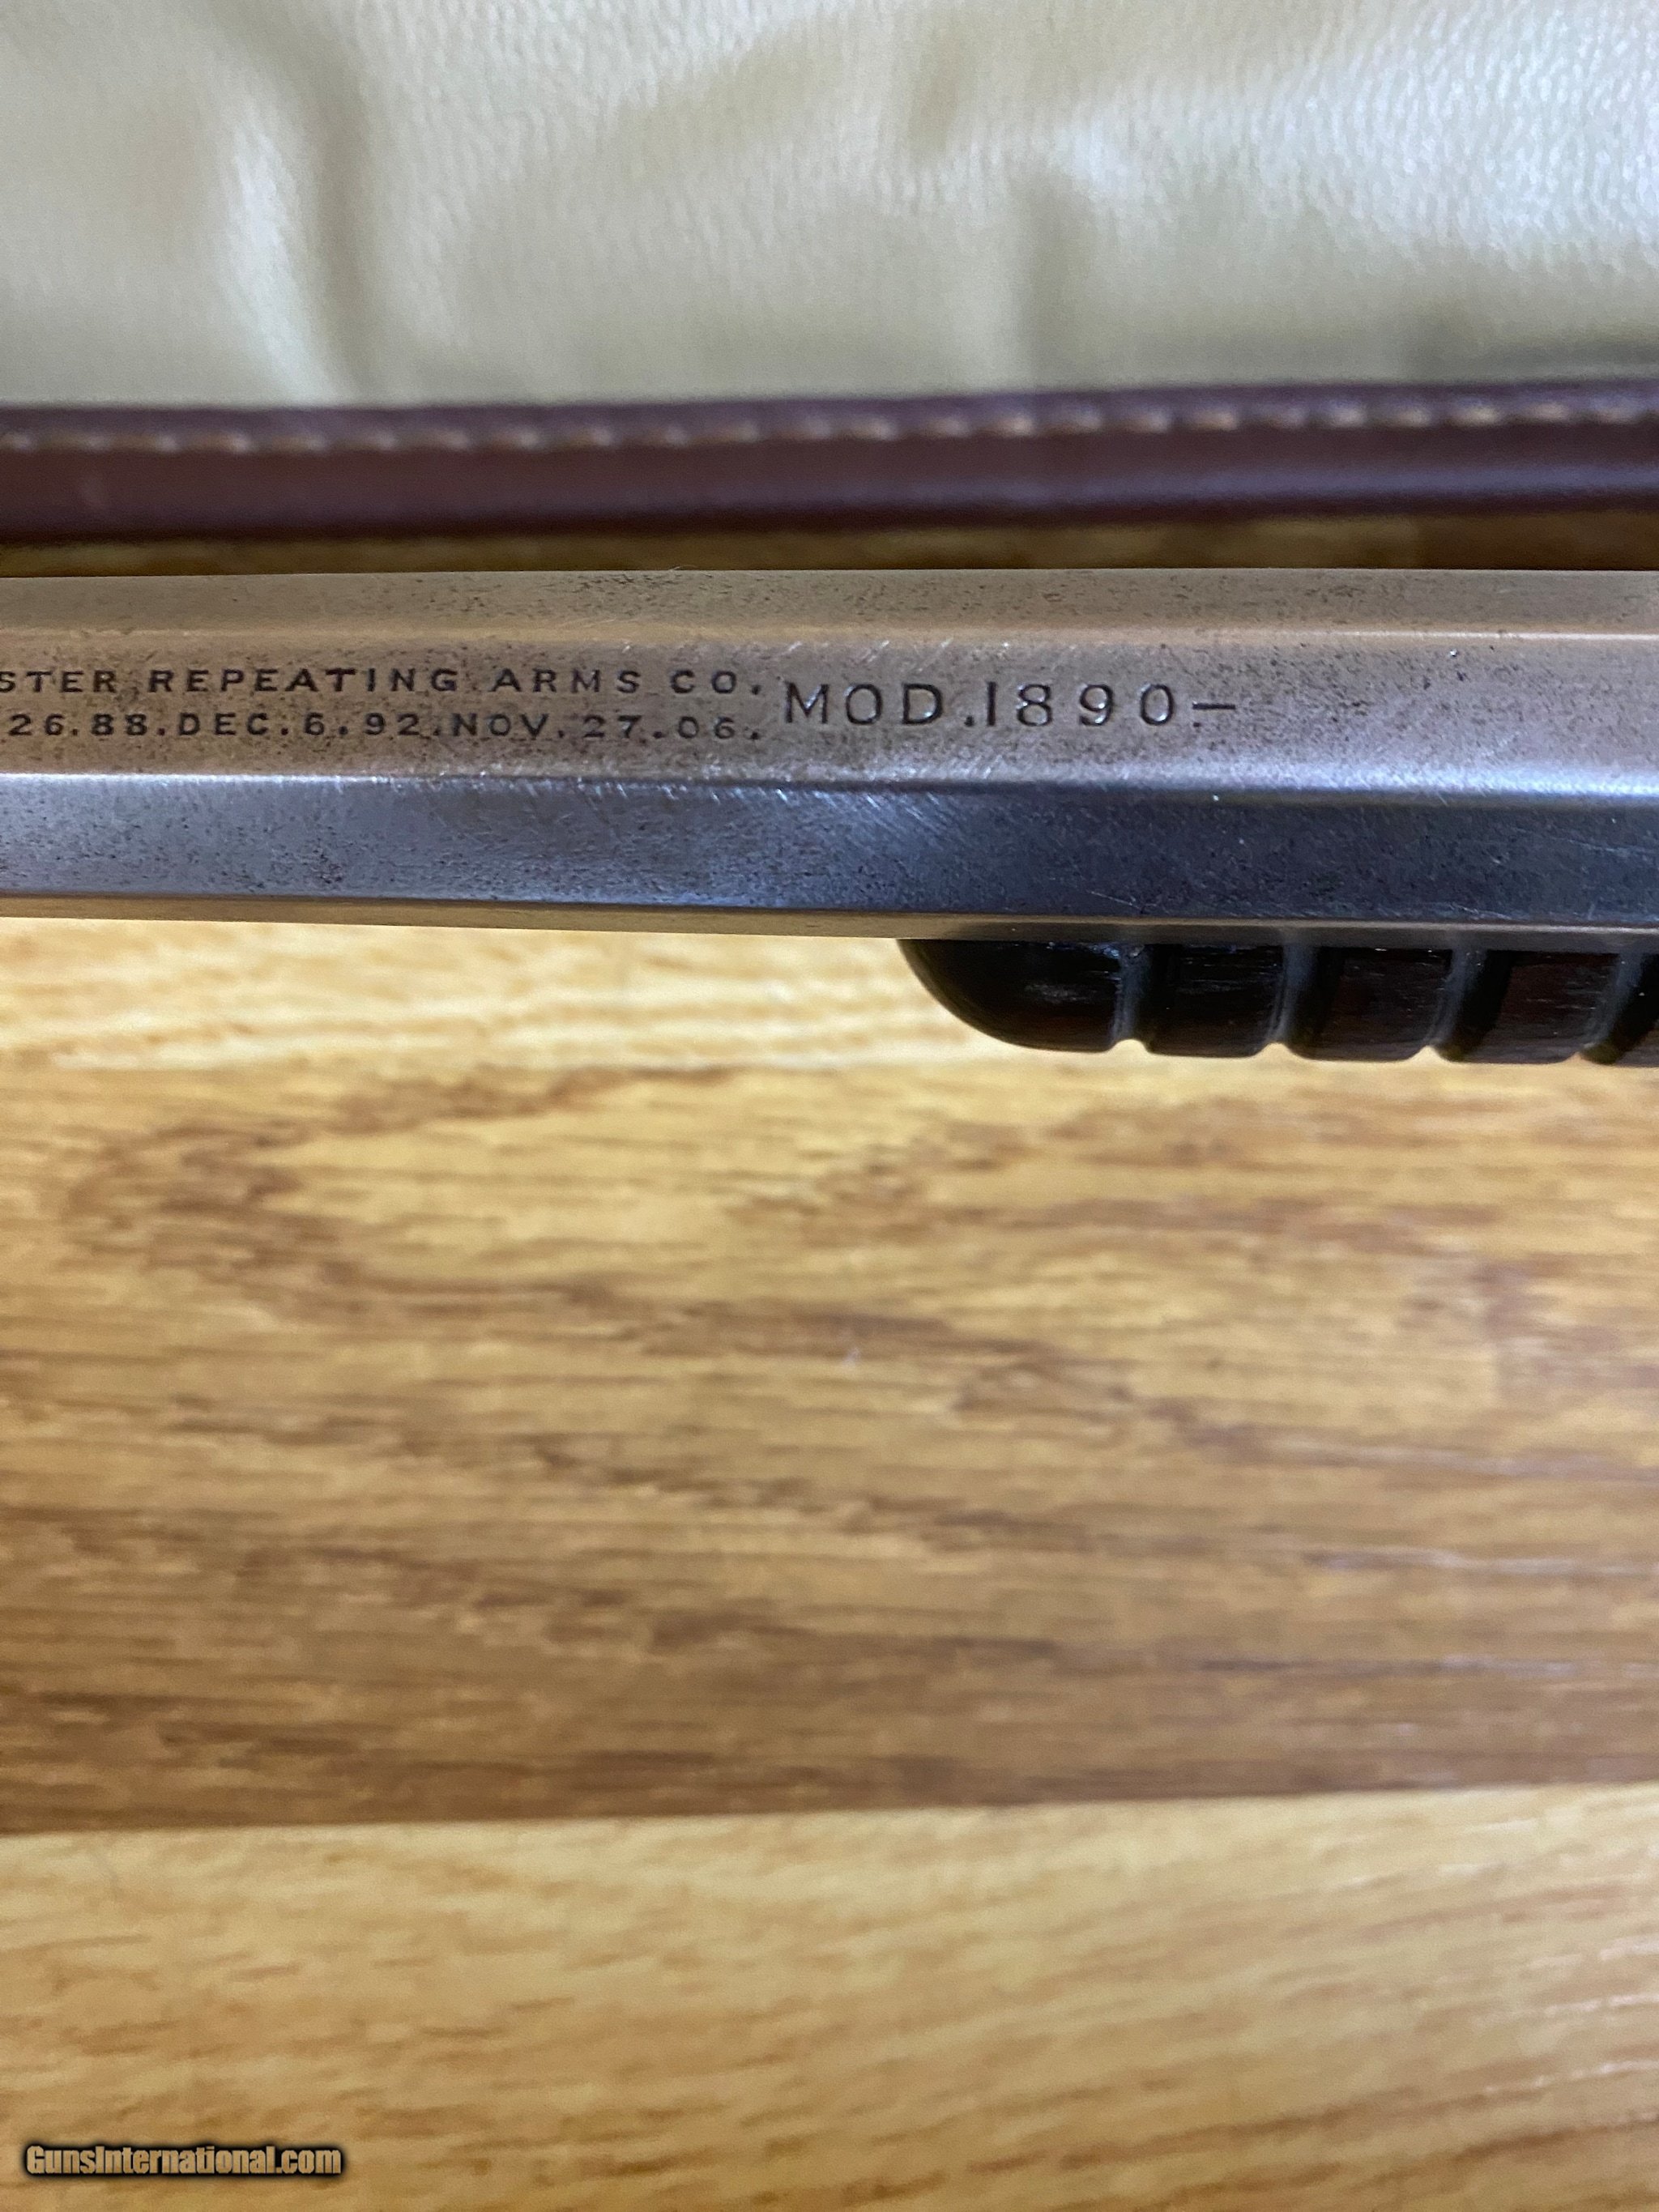 STER REPEATING ARMS CO.
26.88.DEC.6.92.NOV.27.06.
MOD.1890-
GunsInternational.com